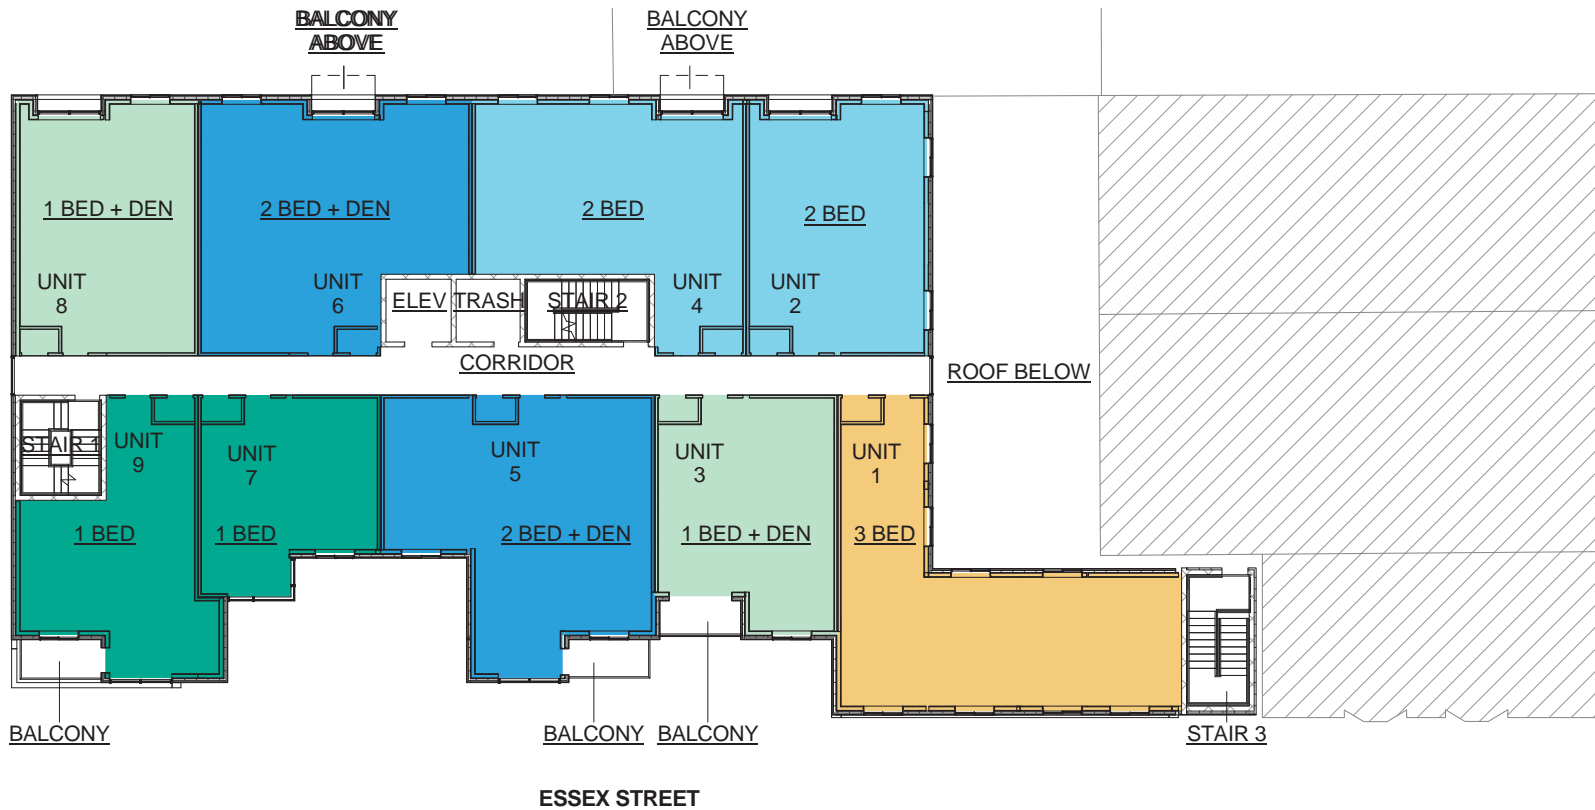 BALCONY
ABOVE
BALCONY
ABOVE
1 BED + DEN
2 BED + DEN
2 BED
2 BED
UNIT
8
UNIT
6
ELEV
TRASH
STAIR 2
UNIT
4
UNIT
2
CORRIDOR
ROOF BELOW
STAIR 1
UNIT
9
UNIT
7
UNIT
5
UNIT
3
UNIT
1
1 BED
1 BED
2 BED + DEN
1 BED + DEN
3 BED
BALCONY
BALCONY
BALCONY
STAIR 3
ESSEX STREET